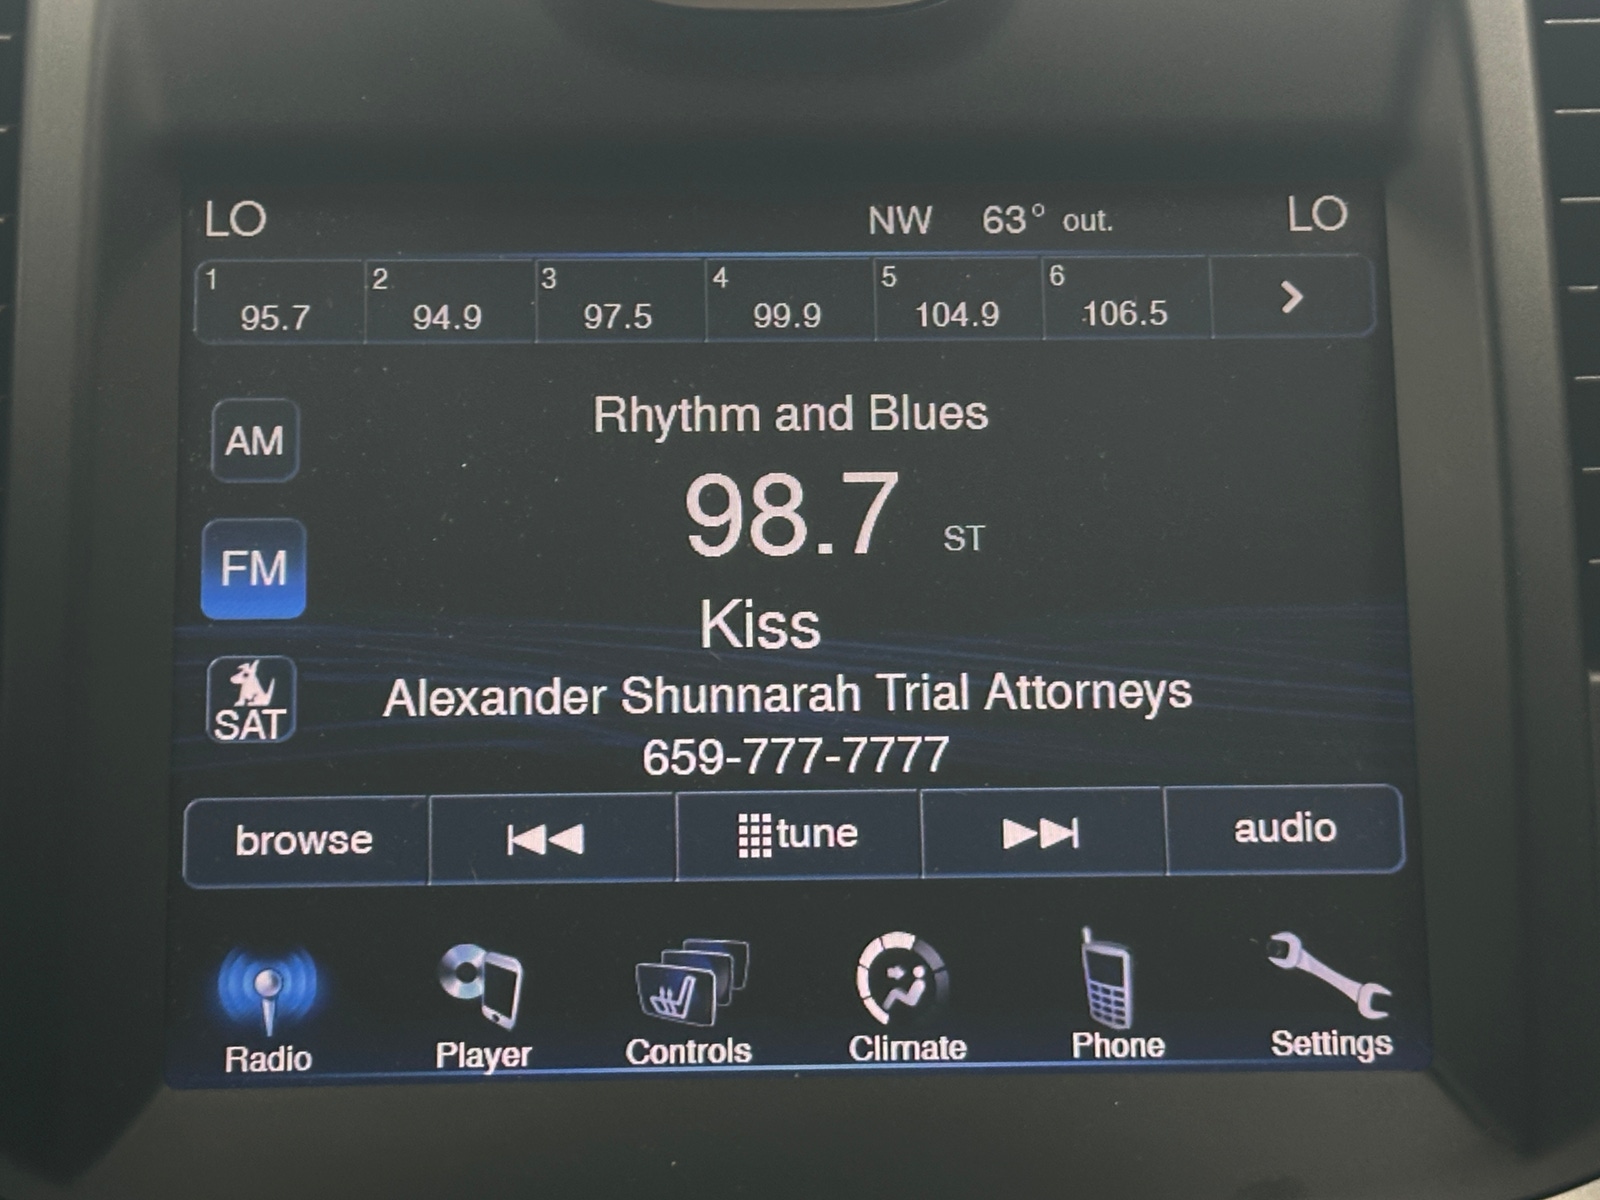 LO NW 63° out. LO
1 2 3 4 5 6
95.7 94.9 97.5 99.9 104.9 106.5 >
Rhythm and Blues
AM
98.7 ST
FM
Kiss
SAT
Alexander Shunnarah Trial Attorneys
659-777-7777
browse tune audio
Radio Player Controls Climate Phone Settings